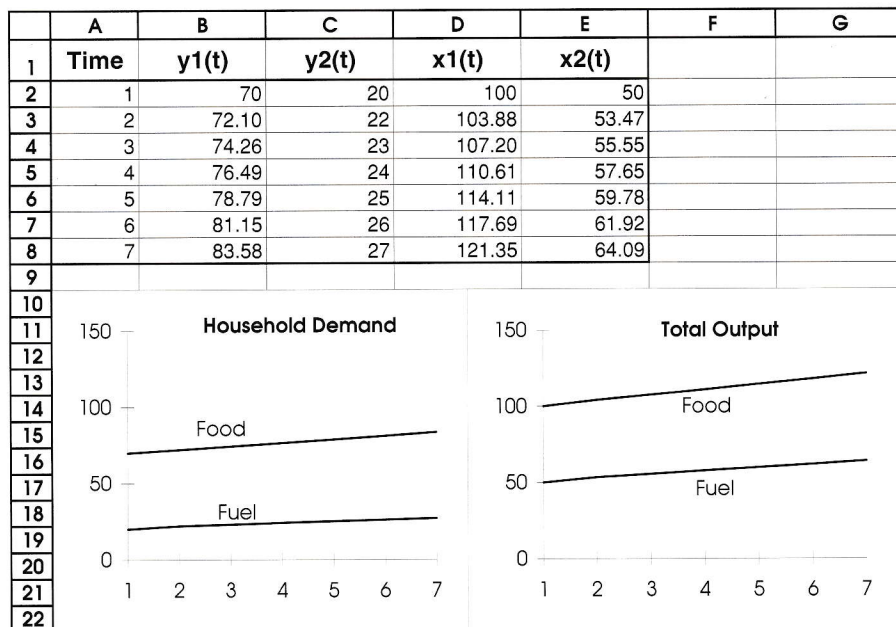 A B C D E F G
1 Time y1(t) y2(t) x1(t) x2(t)
2 1 70 20 100 50
3 2 72.10 22 103.88 53.47
4 3 74.26 23 107.20 55.55
5 4 76.49 24 110.61 57.65
6 5 78.79 25 114.11 59.78
7 6 81.15 26 117.69 61.92
8 7 83.58 27 121.35 64.09
9
10
11
12
13
14
15
16
17
18
19
20
21
22
Household Demand
150
100
50
0
Food
Fuel
1 2 3 4 5 6 7
Total Output
150
100
50
0
Food
Fuel
1 2 3 4 5 6 7